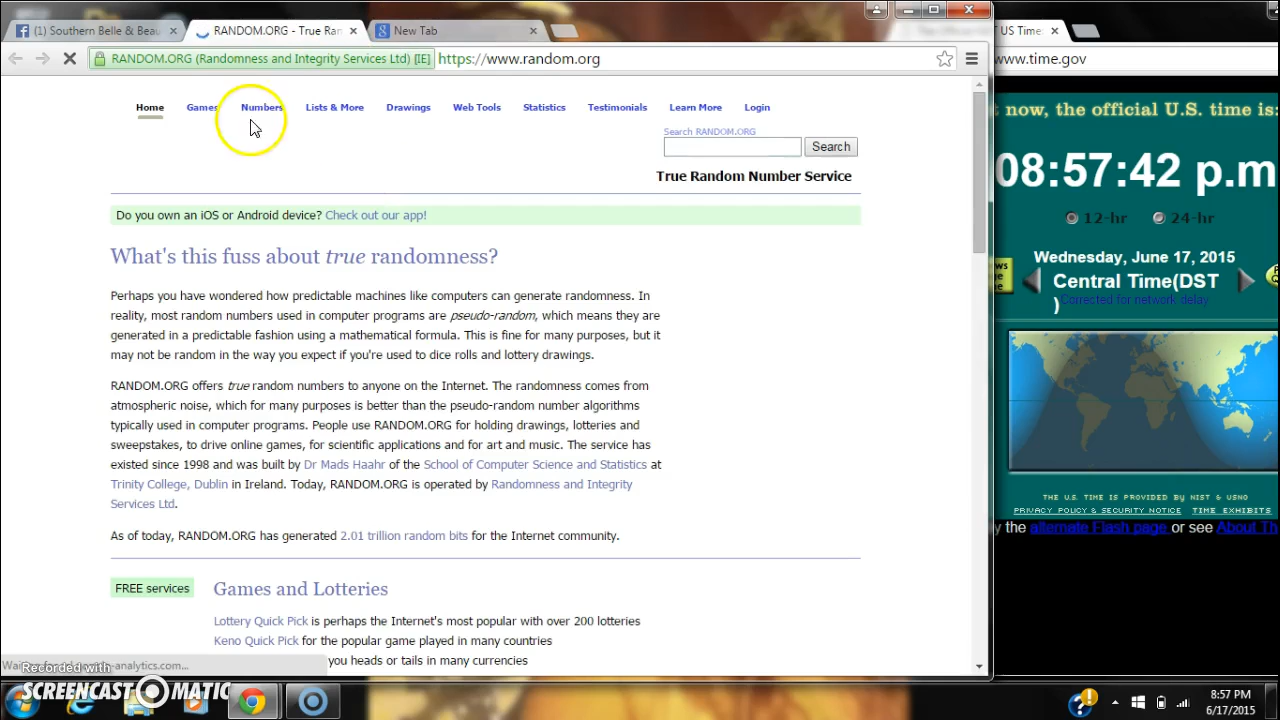 (1) Southern Belle & Beau
RANDOM.ORG - True Ran
New Tab
US Time:
RANDOM.ORG (Randomness and Integrity Services Ltd) [IE]
https://www.random.org
www.time.gov
Home
Games
Numbers
Lists & More
Drawings
Web Tools
Statistics
Testimonials
Learn More
Login
Search RANDOM.ORG
Search
True Random Number Service
Do you own an iOS or Android device? Check out our app!
What's this fuss about true randomness?
Perhaps you have wondered how predictable machines like computers can generate randomness. In
reality, most random numbers used in computer programs are pseudo-random, which means they are
generated in a predictable fashion using a mathematical formula. This is fine for many purposes, but it
may not be random in the way you expect if you're used to dice rolls and lottery drawings.
RANDOM.ORG offers true random numbers to anyone on the Internet. The randomness comes from
atmospheric noise, which for many purposes is better than the pseudo-random number algorithms
typically used in computer programs. People use RANDOM.ORG for holding drawings, lotteries and
sweepstakes, to drive online games, for scientific applications and for art and music. The service has
existed since 1998 and was built by Dr Mads Haahr of the School of Computer Science and Statistics at
Trinity College, Dublin in Ireland. Today, RANDOM.ORG is operated by Randomness and Integrity
Services Ltd.
As of today, RANDOM.ORG has generated 2.01 trillion random bits for the Internet community.
FREE services
Games and Lotteries
Lottery Quick Pick is perhaps the Internet's most popular with over 200 lotteries
Keno Quick Pick for the popular game played in many countries
you heads or tails in many currencies
-analytics.com...
Recorded with
SCREENCAST MATIC
t now, the official U.S. time is:
08:57:42 p.m
12-hr
24-hr
Wednesday, June 17, 2015
Central Time(DST
)
Corrected for network delay
THE U.S. TIME IS PROVIDED BY NIST & USNO
PRIVACY POLICY & SECURITY NOTICE
TIME EXHIBITS
y the alternate Flash page or see About Th
8:57 PM
6/17/2015